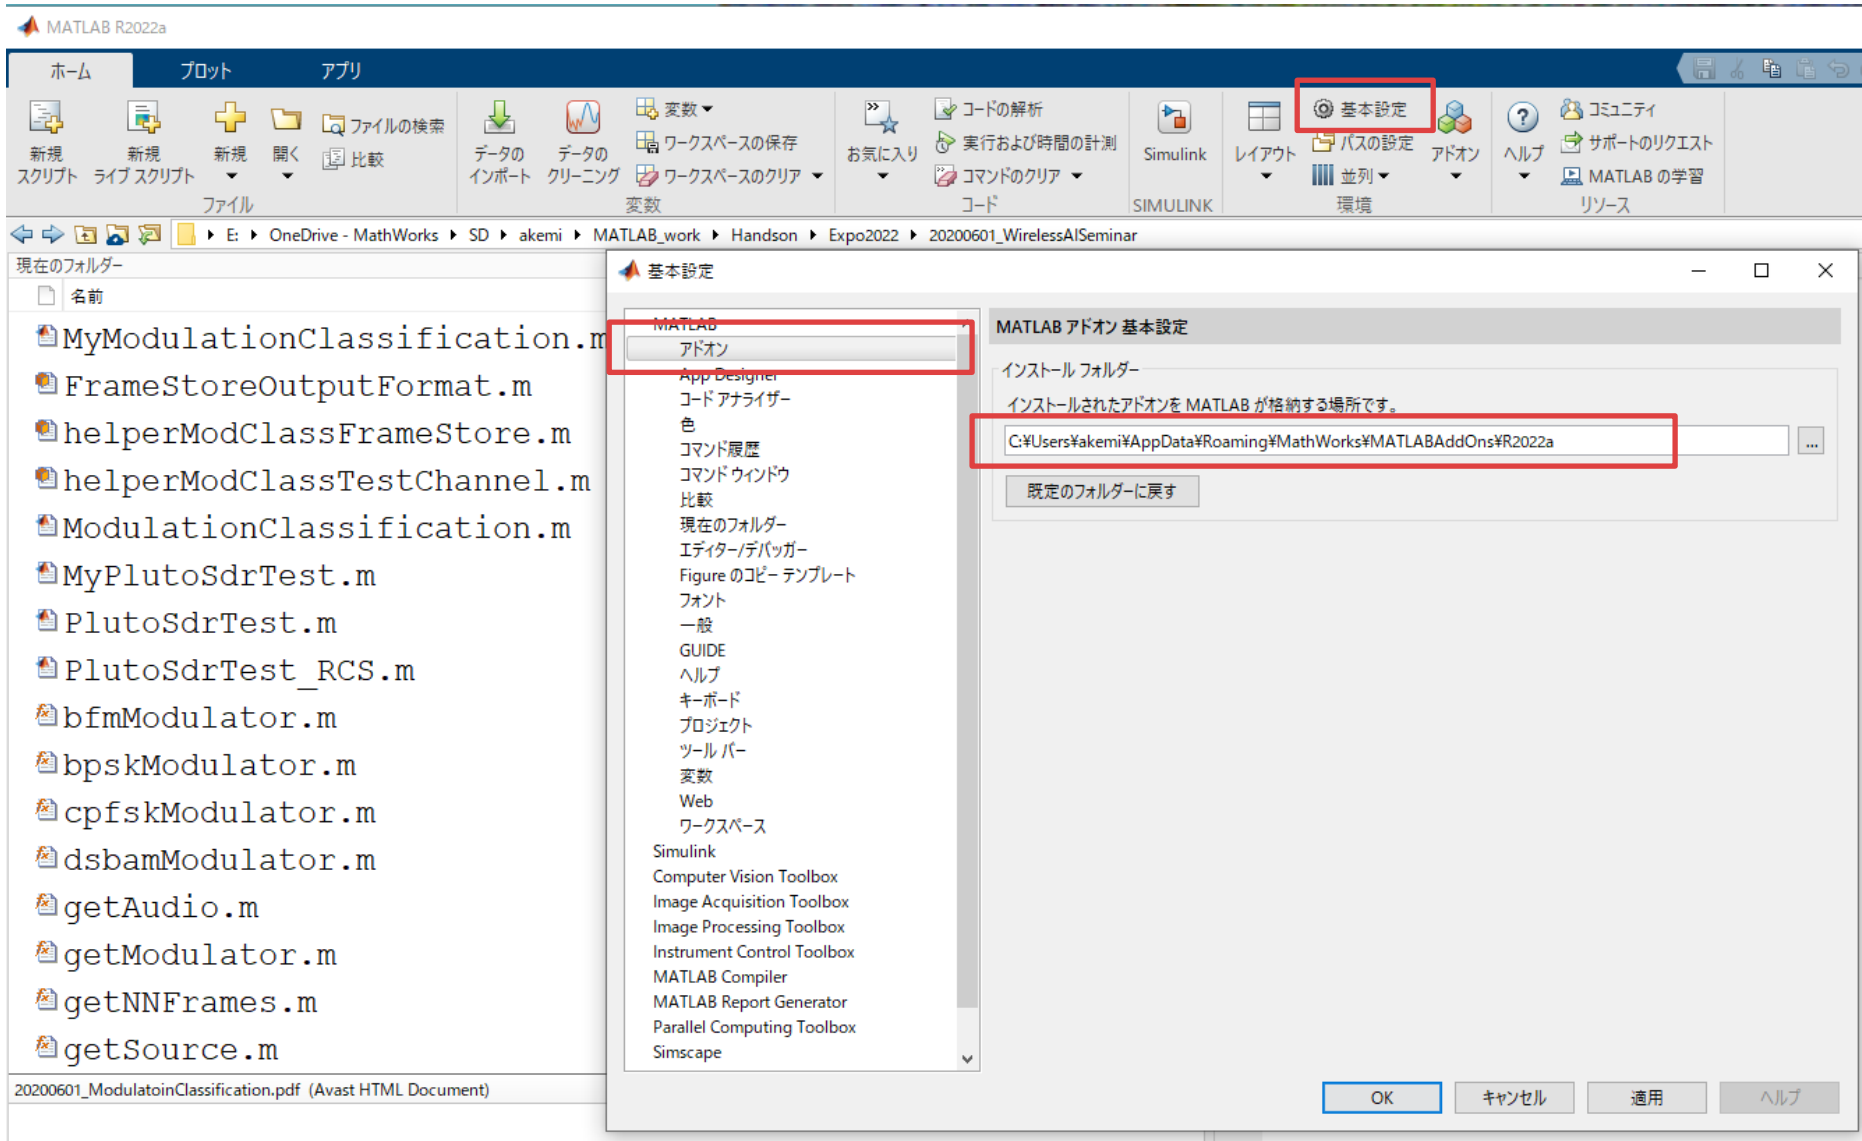 MATLAB R2022a
ホーム
プロット
アプリ
新規
スクリプト
新規
ライブ スクリプト
新規
開く
ファイルの検索
比較
ファイル
データの
インポート
データの
クリーニング
変数
ワークスペースの保存
ワークスペースのクリア
変数
お気に入り
コードの解析
実行および時間の計測
コマンドのクリア
コード
Simulink
SIMULINK
レイアウト
基本設定
パスの設定
並列
アドオン
環境
ヘルプ
コミュニティ
サポートのリクエスト
MATLAB の学習
リソース
E: OneDrive - MathWorks SD akemi MATLAB_work Handson Expo2022 20200601_WirelessAISeminar
現在のフォルダー
名前
MyModulationClassification.m
FrameStoreOutputFormat.m
helperModClassFrameStore.m
helperModClassTestChannel.m
ModulationClassification.m
MyPlutoSdrTest.m
PlutoSdrTest.m
PlutoSdrTest_RCS.m
bfmModulator.m
bpskModulator.m
cpfskModulator.m
dsbamModulator.m
getAudio.m
getModulator.m
getNNFrames.m
getSource.m
20200601_ModulatoinClassification.pdf (Avast HTML Document)
基本設定
MATLAB
アドオン
App Designer
コード アナライザー
色
コマンド履歴
コマンド ウィンドウ
比較
現在のフォルダー
エディター/デバッガー
Figure のコピー テンプレート
フォント
一般
GUIDE
ヘルプ
キーボード
プロジェクト
ツール バー
変数
Web
ワークスペース
Simulink
Computer Vision Toolbox
Image Acquisition Toolbox
Image Processing Toolbox
Instrument Control Toolbox
MATLAB Compiler
MATLAB Report Generator
Parallel Computing Toolbox
Simscape
MATLAB アドオン 基本設定
インストール フォルダー
インストールされたアドオンを MATLAB が格納する場所です。
C:¥Users¥akemi¥AppData¥Roaming¥MathWorks¥MATLABAddOns¥R2022a
...
既定のフォルダーに戻す
OK
キャンセル
適用
ヘルプ